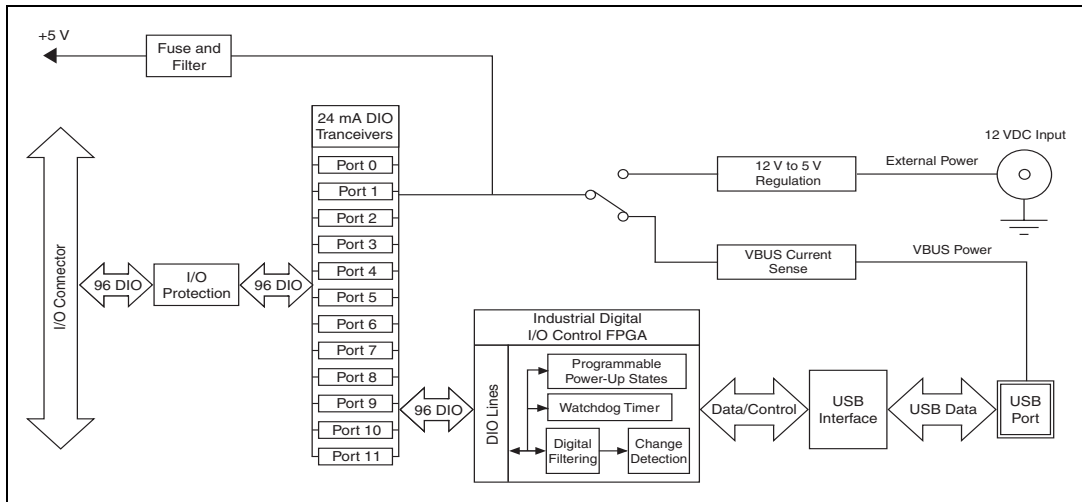 +5 V
Fuse and
Filter
24 mA DIO
Tranceivers
Port 0
Port 1
Port 2
Port 3
Port 4
Port 5
Port 6
Port 7
Port 8
Port 9
Port 10
Port 11
I/O Connector
96 DIO
I/O
Protection
96 DIO
12 VDC Input
12 V to 5 V
Regulation
External Power
VBUS Current
Sense
VBUS Power
Industrial Digital
I/O Control FPGA
96 DIO
DIO Lines
Programmable
Power-Up States
Watchdog Timer
Digital
Filtering
Change
Detection
Data/Control
USB
Interface
USB Data
USB
Port